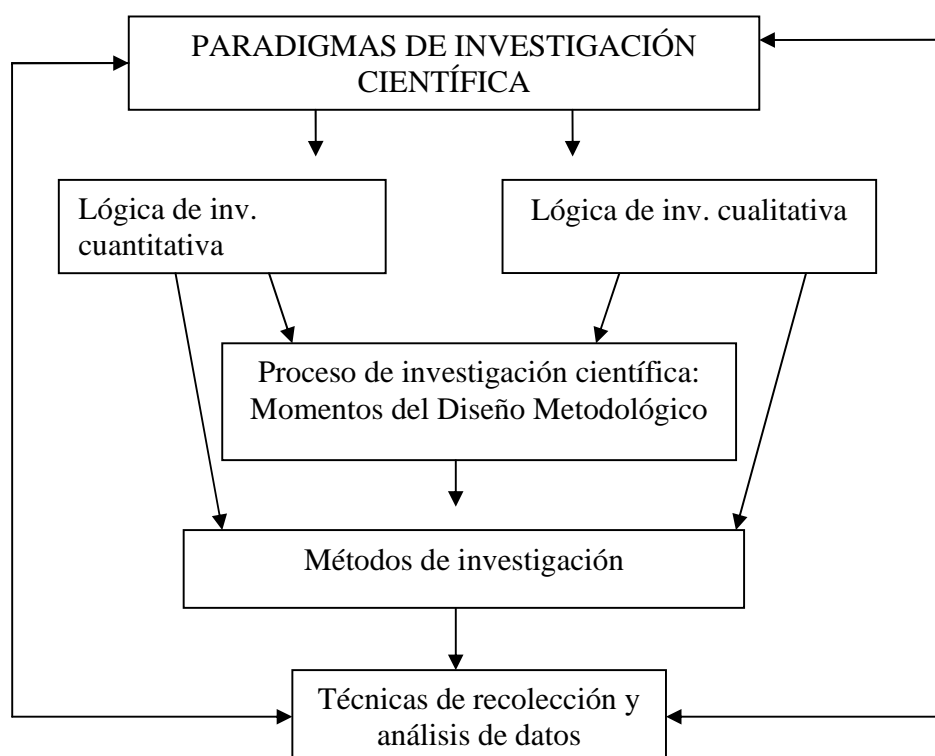 PARADIGMAS DE INVESTIGACIÓN
CIENTÍFICA
Lógica de inv.
cuantitativa
Lógica de inv. cualitativa
Proceso de investigación científica:
Momentos del Diseño Metodológico
Métodos de investigación
Técnicas de recolección y
análisis de datos